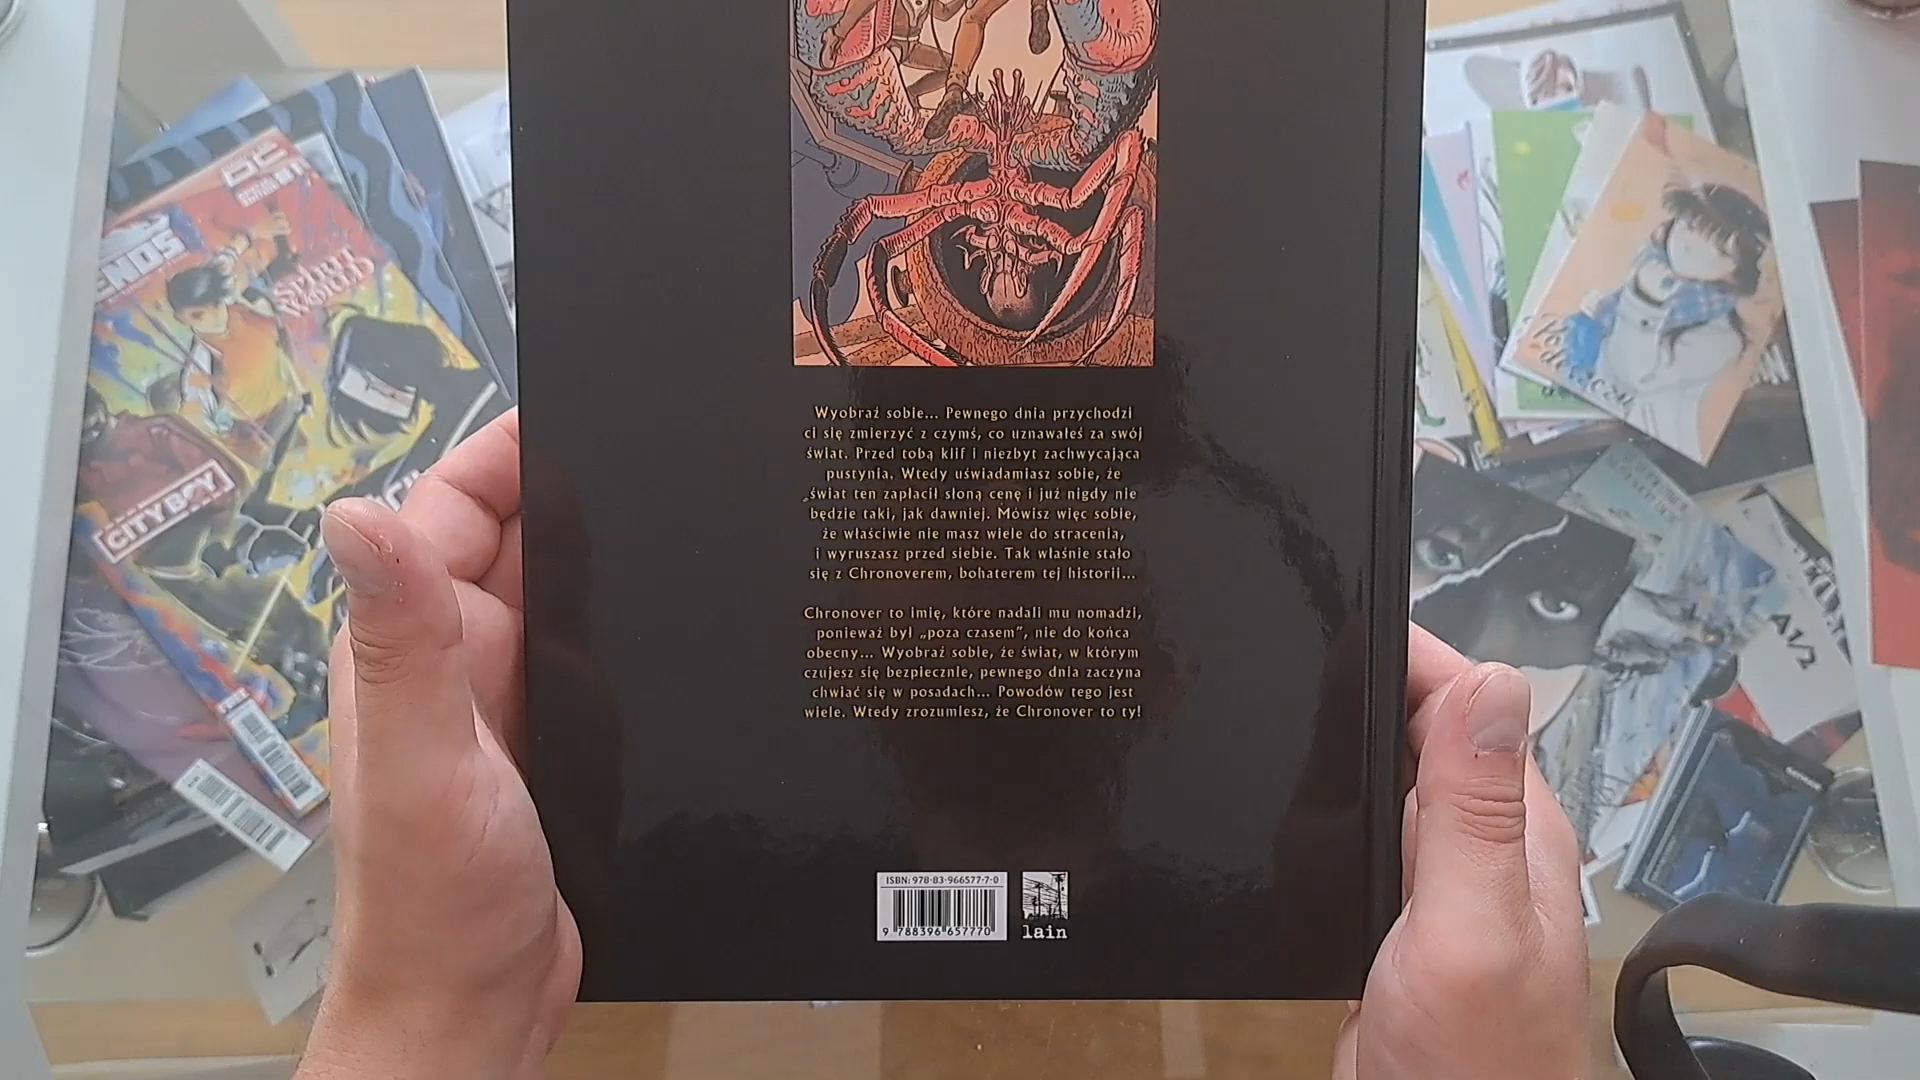 DC
SPIRIT
WORLD
CITY BOY
Wyobraź sobie... Pewnego dnia przychodzi
ci się zmierzyć z czymś, co uznawałeś za swój
świat. Przed tobą klif i niezbyt zachwycająca
pustynia. Wtedy uświadamiasz sobie, że
świat ten zapłacił słoną cenę i już nigdy nie
będzie taki, jak dawniej. Mówisz więc sobie,
że właściwie nie masz wiele do stracenia,
i wyruszasz przed siebie. Tak właśnie stało
się z Chronoverem, bohaterem tej historii...
Chronover to imię, które nadali mu nomadzi,
ponieważ był „poza czasem”, nie do końca
obecny... Wyobraź sobie, że świat, w którym
czujesz się bezpiecznie, pewnego dnia zaczyna
chwiać się w posadach... Powodów tego jest
wiele. Wtedy zrozumiesz, że Chronover to ty!
ISBN: 978-83-966577-7-0
9 788396 657770
lain
A1/2